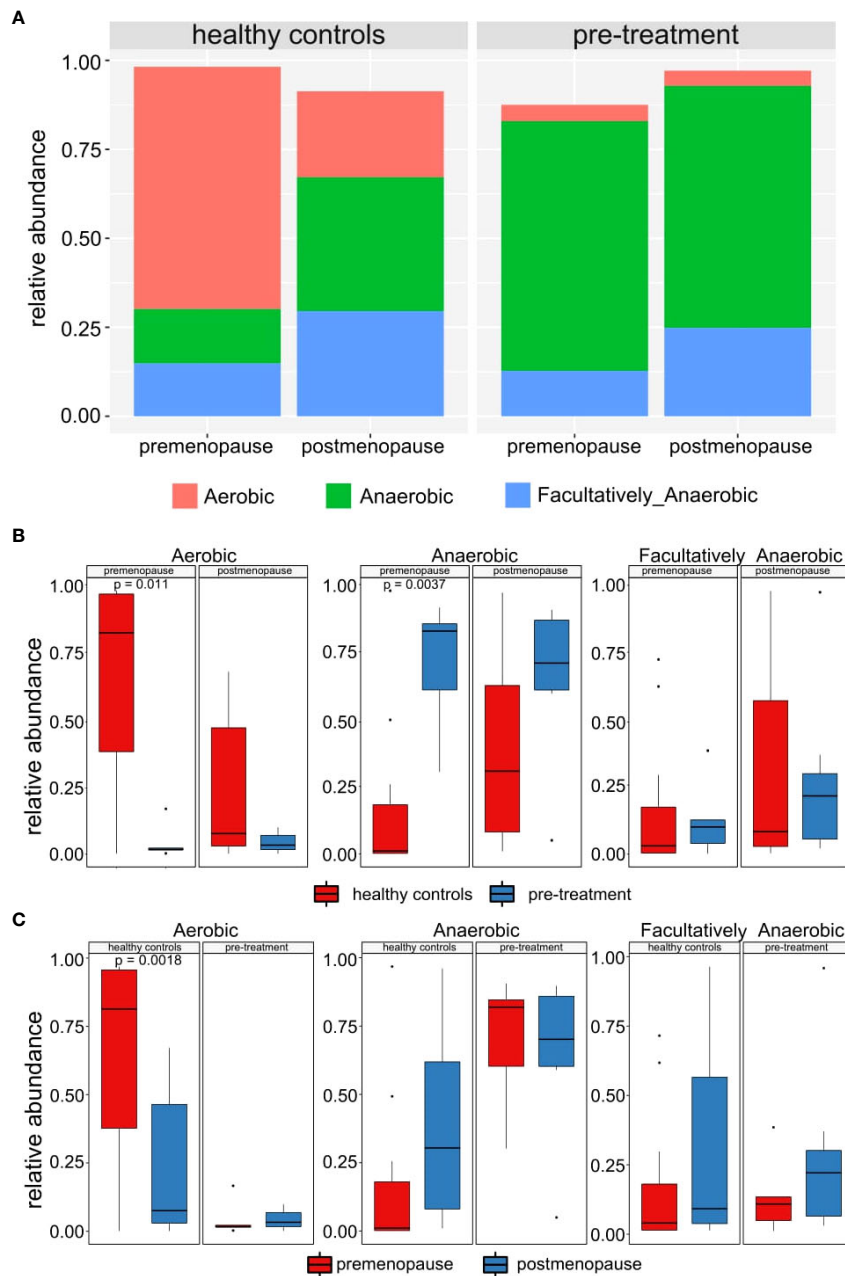 A
healthy controls pre-treatment
relative abundance
1.00
0.75
0.50
0.25
0.00
premenopause postmenopause premenopause postmenopause
Aerobic Anaerobic Facultatively_Anaerobic
B
Aerobic Anaerobic Facultatively Anaerobic
premenopause postmenopause premenopause postmenopause premenopause postmenopause
p = 0.011 p = 0.0037
relative abundance
1.00 1.00 1.00
0.75 0.75 0.75
0.50 0.50 0.50
0.25 0.25 0.25
0.00 0.00 0.00
healthy controls pre-treatment
C
Aerobic Anaerobic Facultatively Anaerobic
healthy controls pre-treatment healthy controls pre-treatment healthy controls pre-treatment
p = 0.0018
relative abundance
1.00 1.00 1.00
0.75 0.75 0.75
0.50 0.50 0.50
0.25 0.25 0.25
0.00 0.00 0.00
premenopause postmenopause